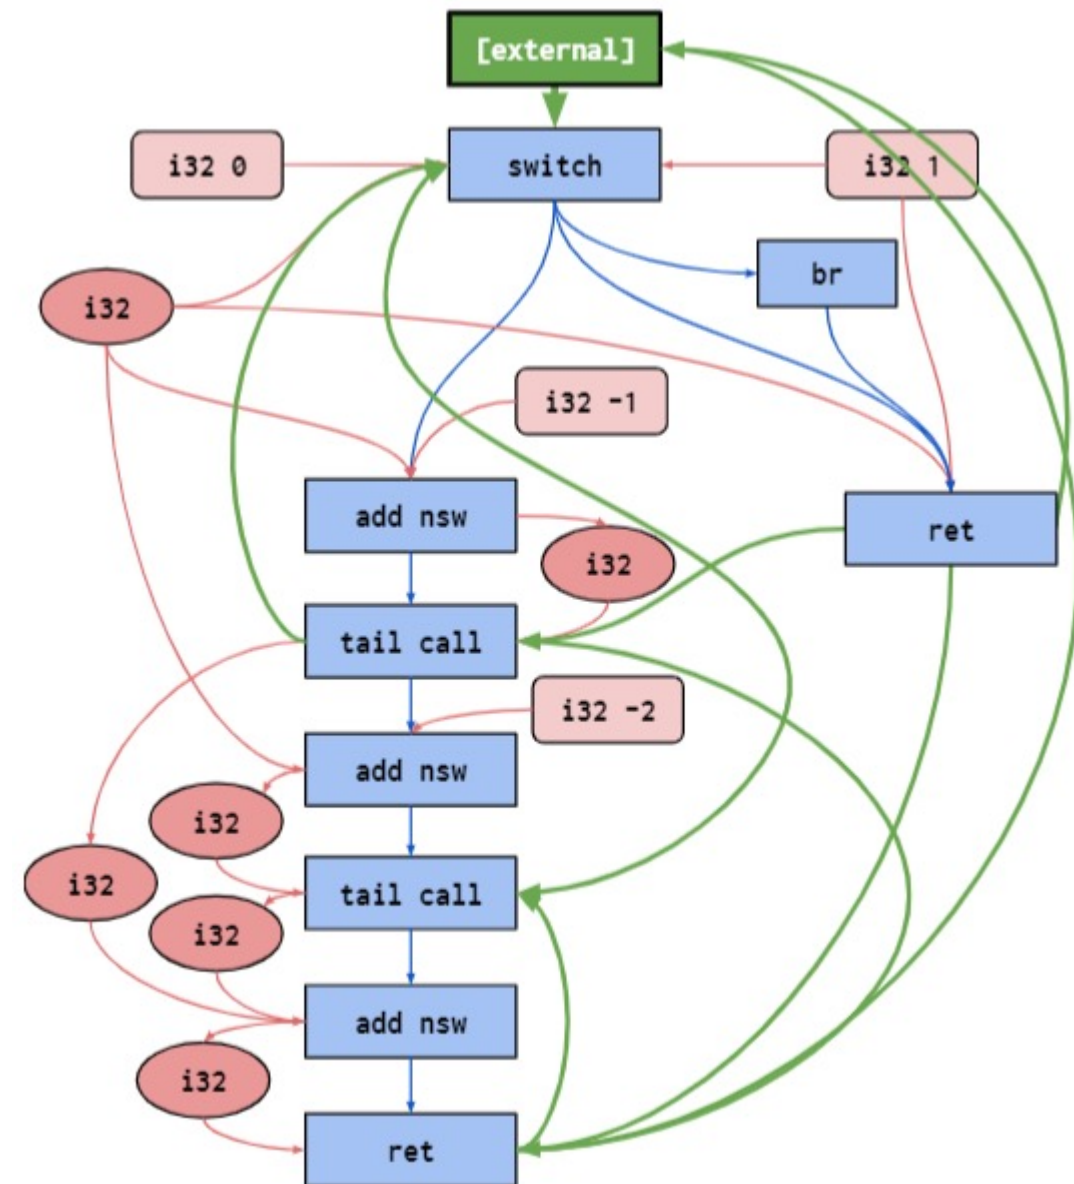 [external]
i32 0
switch
i32 1
br
i32
i32 -1
add nsw
ret
i32
tail call
i32 -2
add nsw
i32
i32
tail call
i32
add nsw
i32
ret